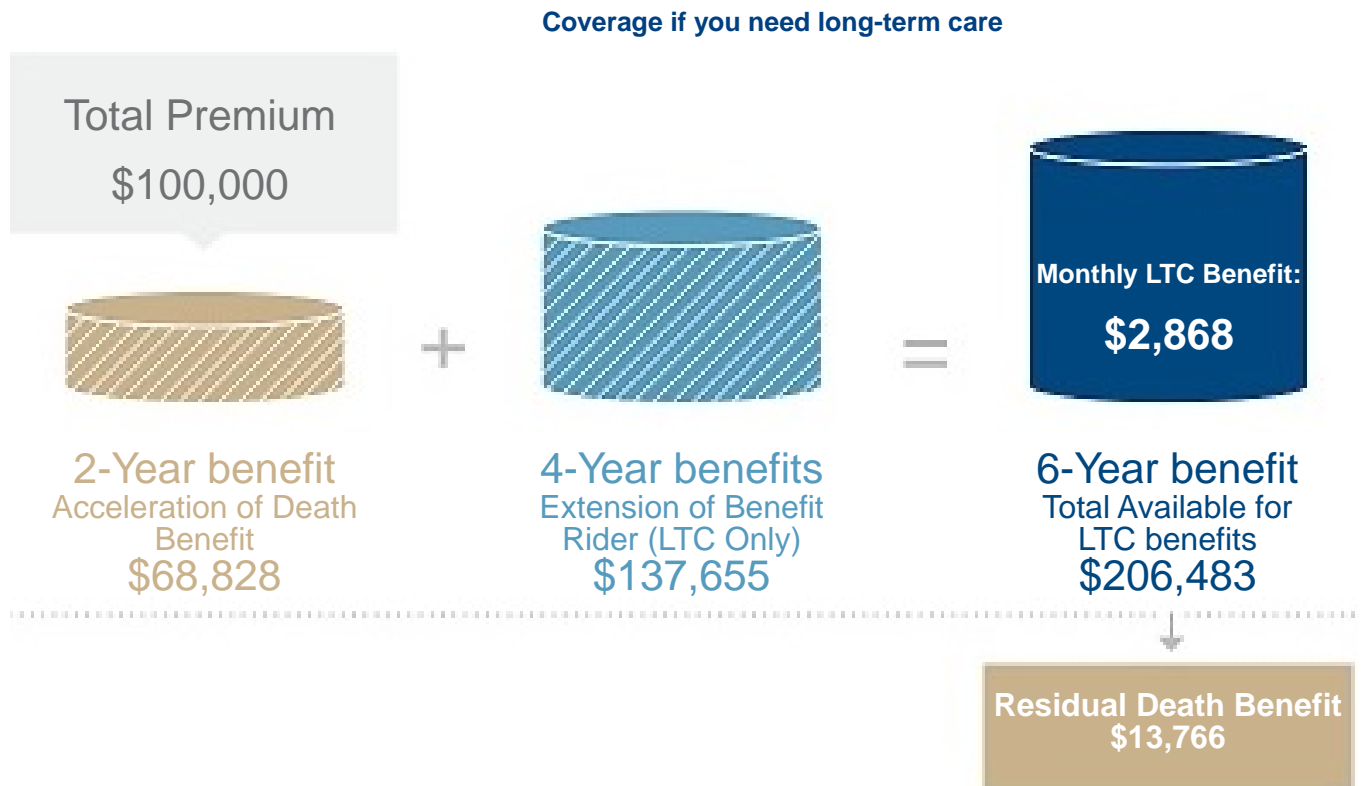 Coverage if you need long-term care
Total Premium
$100,000
+
=
Monthly LTC Benefit:
$2,868
2-Year benefit
Acceleration of Death
Benefit
$68,828
4-Year benefits
Extension of Benefit
Rider (LTC Only)
$137,655
6-Year benefit
Total Available for
LTC benefits
$206,483
Residual Death Benefit
$13,766